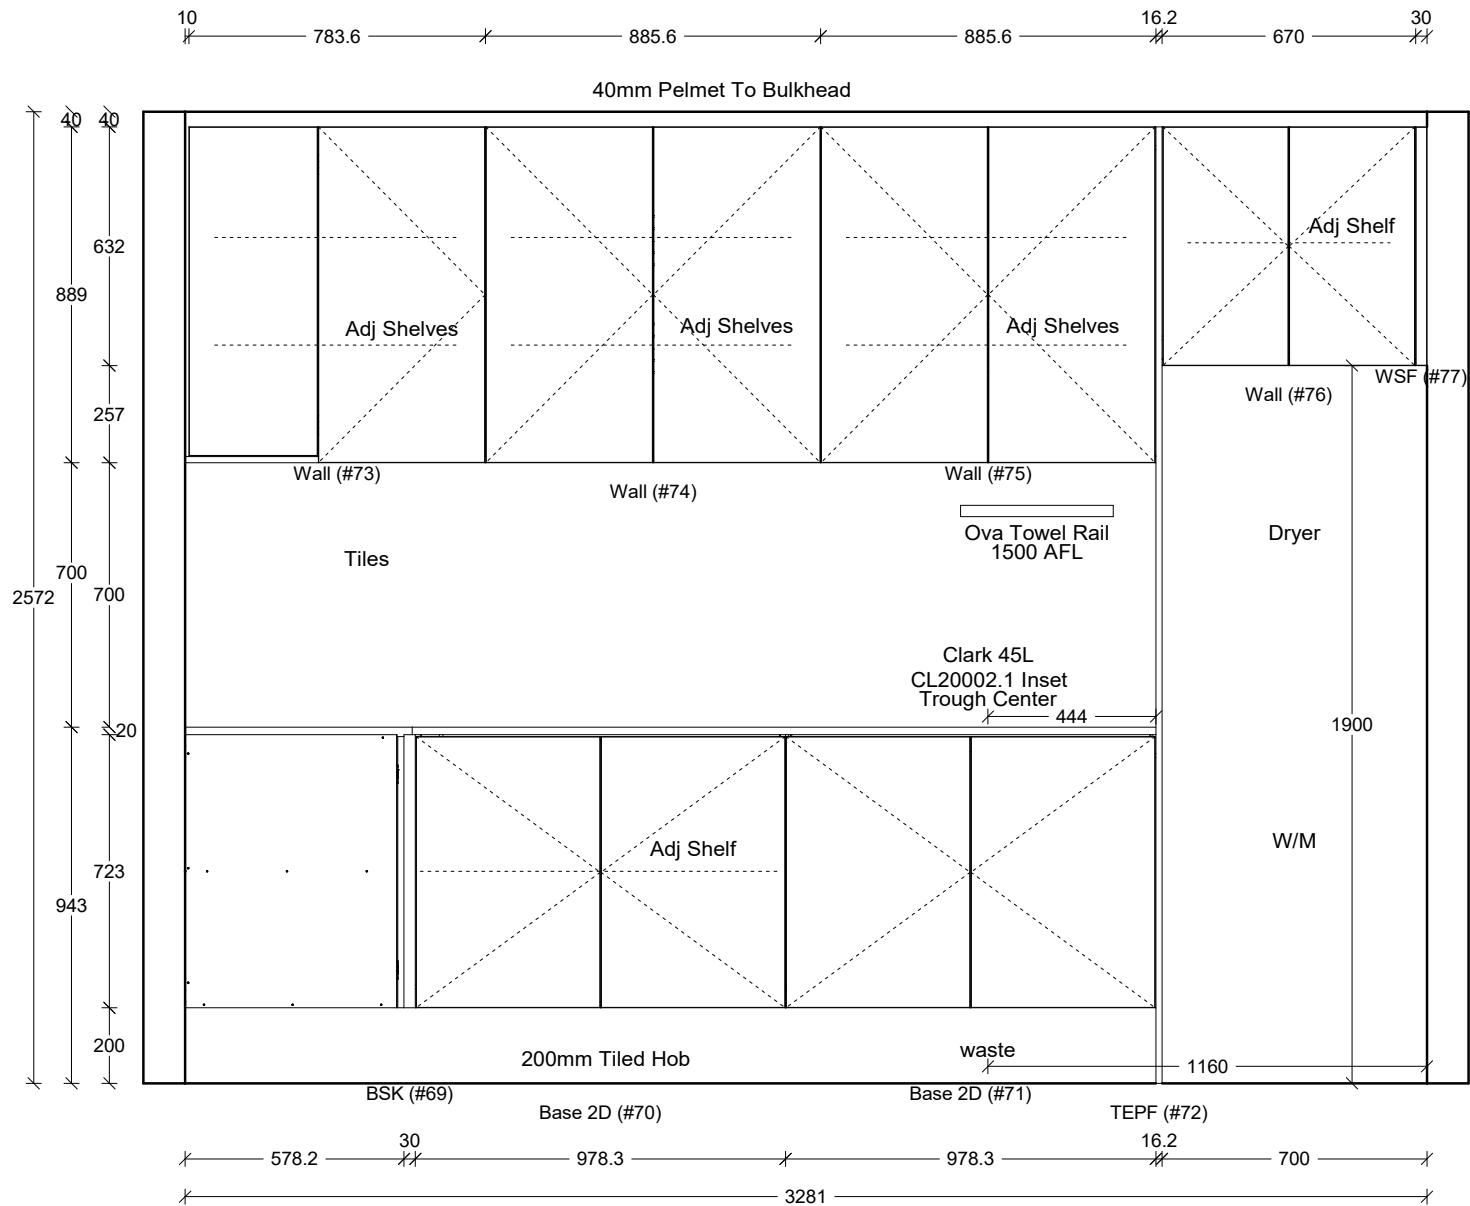 10
16.2
30
783.6
885.6
885.6
670
40mm Pelmet To Bulkhead
40
40
632
Adj Shelf
889
Adj Shelves
Adj Shelves
Adj Shelves
WSF (#77)
Wall (#76)
257
Wall (#73)
Wall (#75)
Wall (#74)
Ova Towel Rail
1500 AFL
Dryer
Tiles
700
700
2572
Clark 45L
CL20002.1 Inset
Trough Center
444
1900
20
Adj Shelf
W/M
723
943
200
200mm Tiled Hob
waste
1160
BSK (#69)
Base 2D (#71)
Base 2D (#70)
TEPF (#72)
30
16.2
578.2
978.3
978.3
700
3281